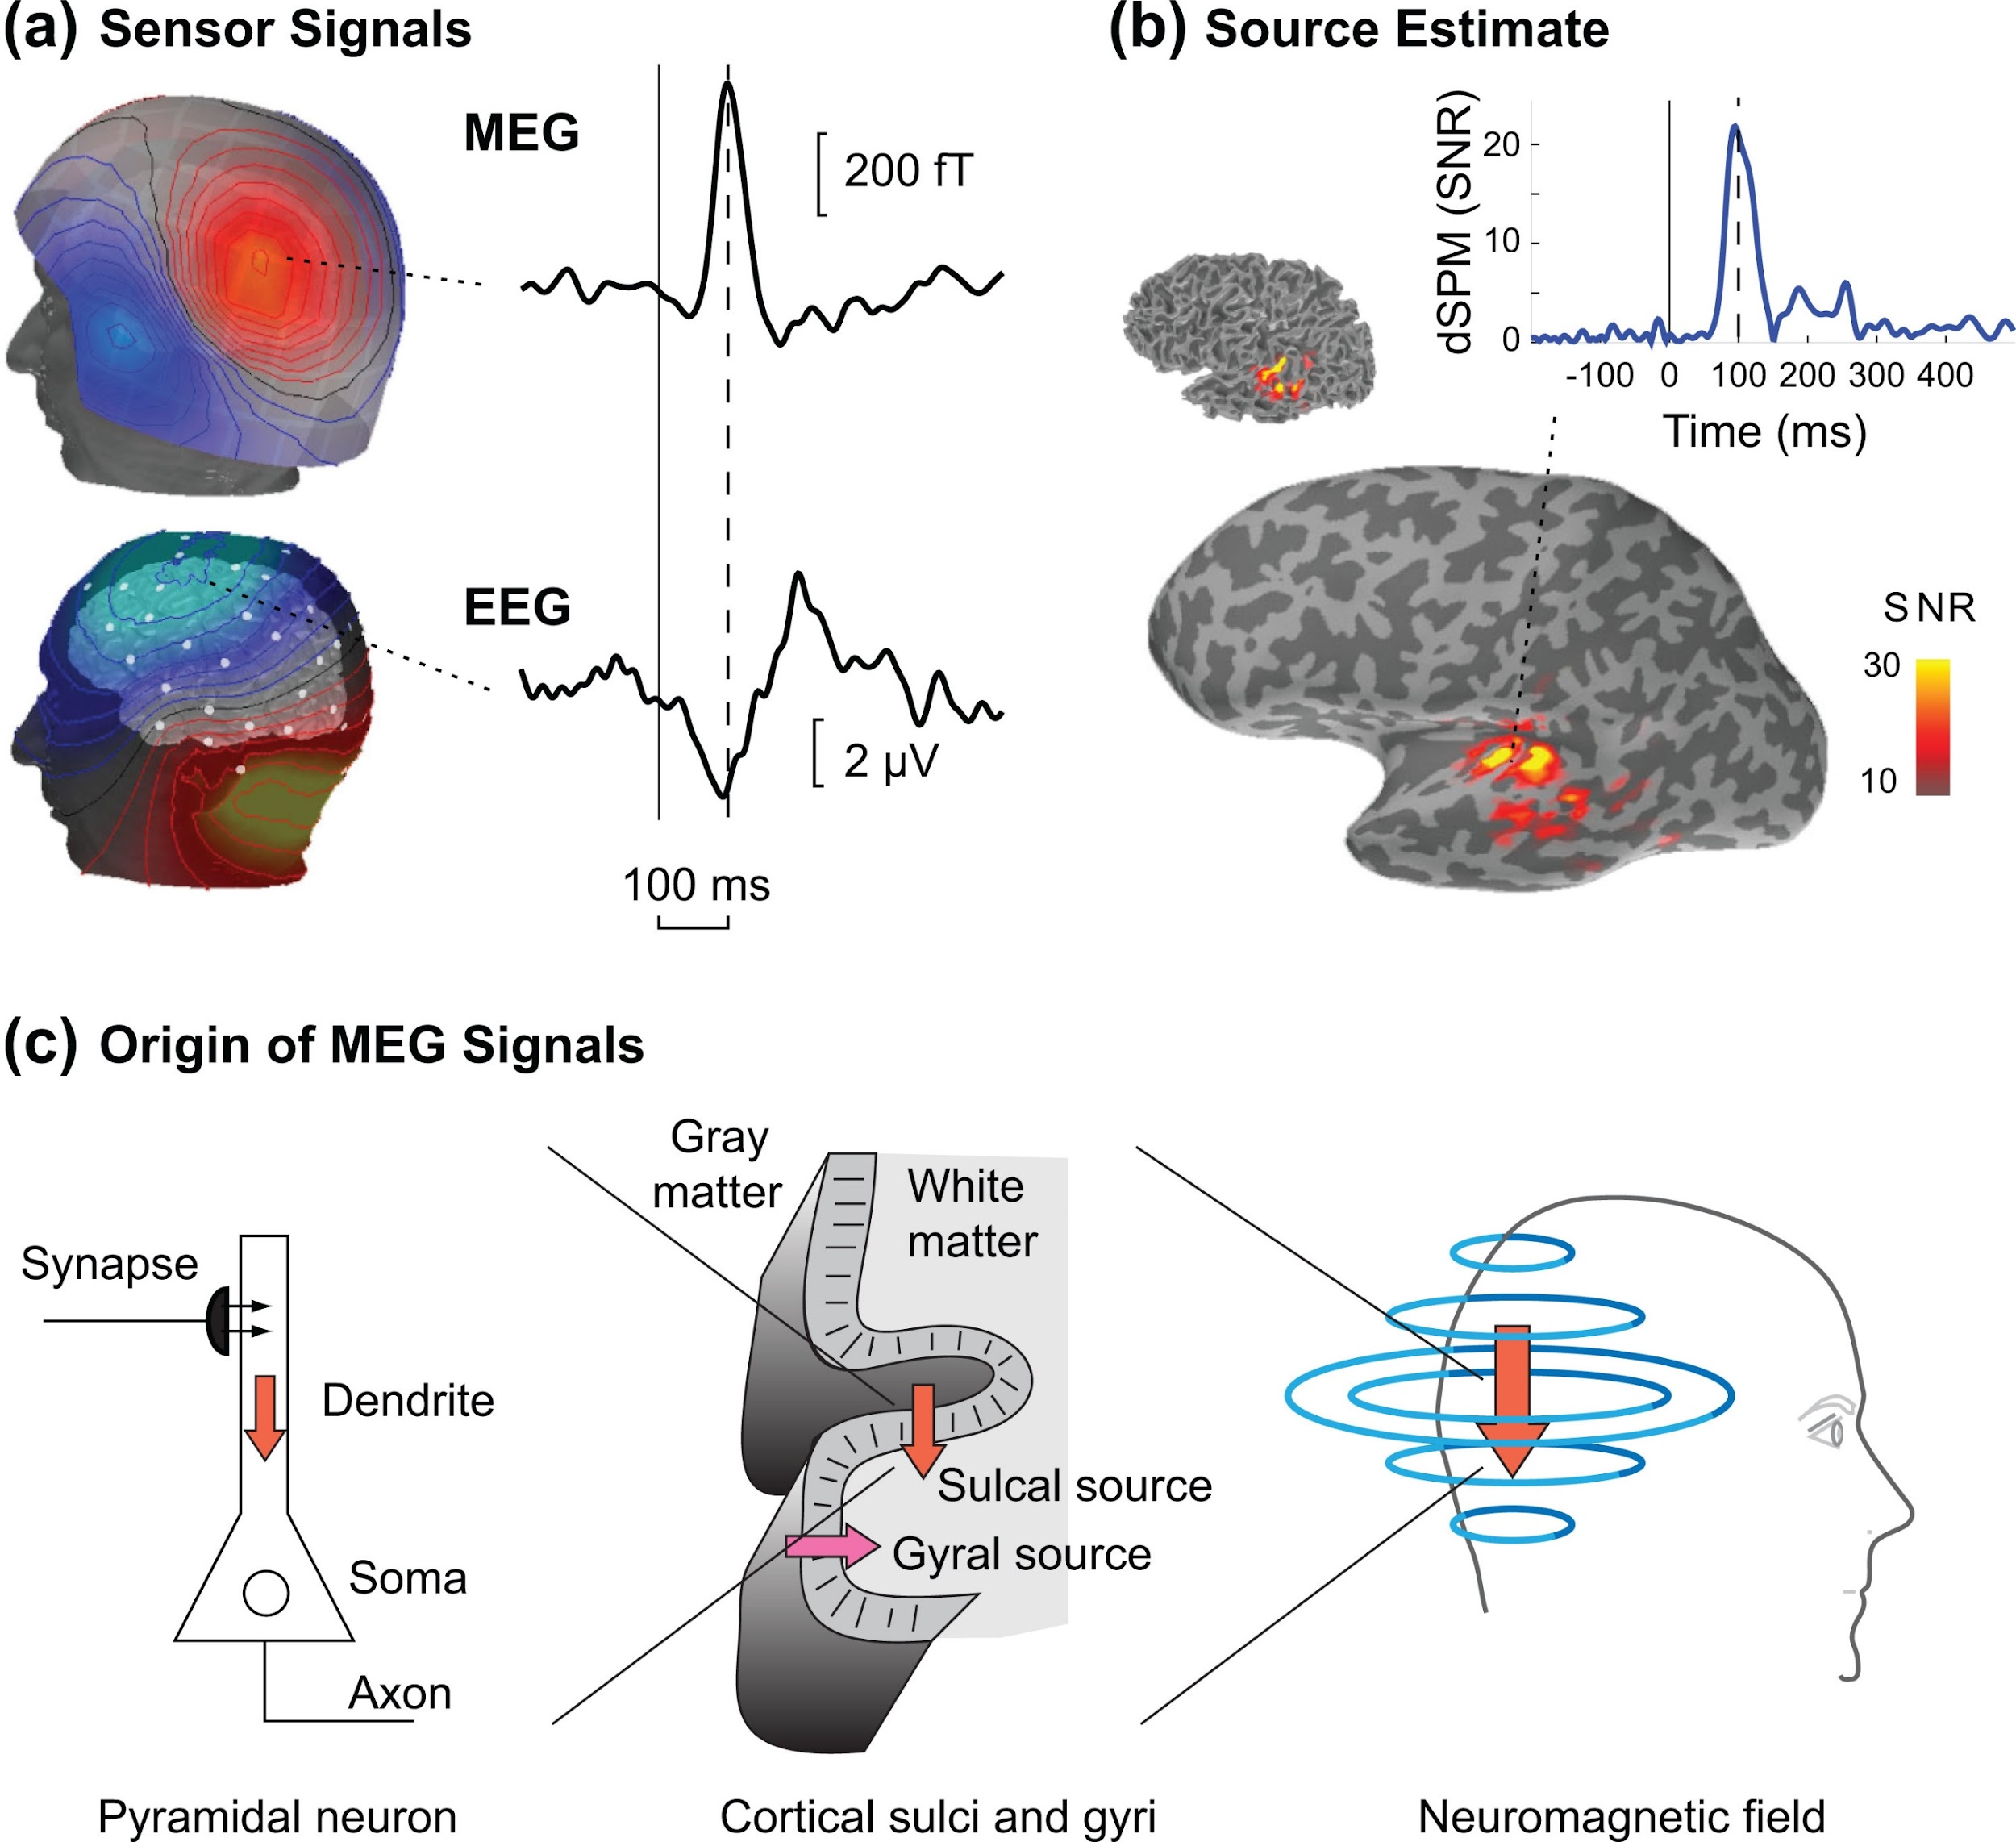 (a) Sensor Signals
MEG
200 fT
EEG
2 µV
100 ms
(b) Source Estimate
dSPM (SNR)
20
10
0
-100 0 100 200 300 400
Time (ms)
SNR
30
10
(c) Origin of MEG Signals
Synapse
Dendrite
Soma
Axon
Pyramidal neuron
Gray
matter
White
matter
Sulcal source
Gyral source
Cortical sulci and gyri
Neuromagnetic field